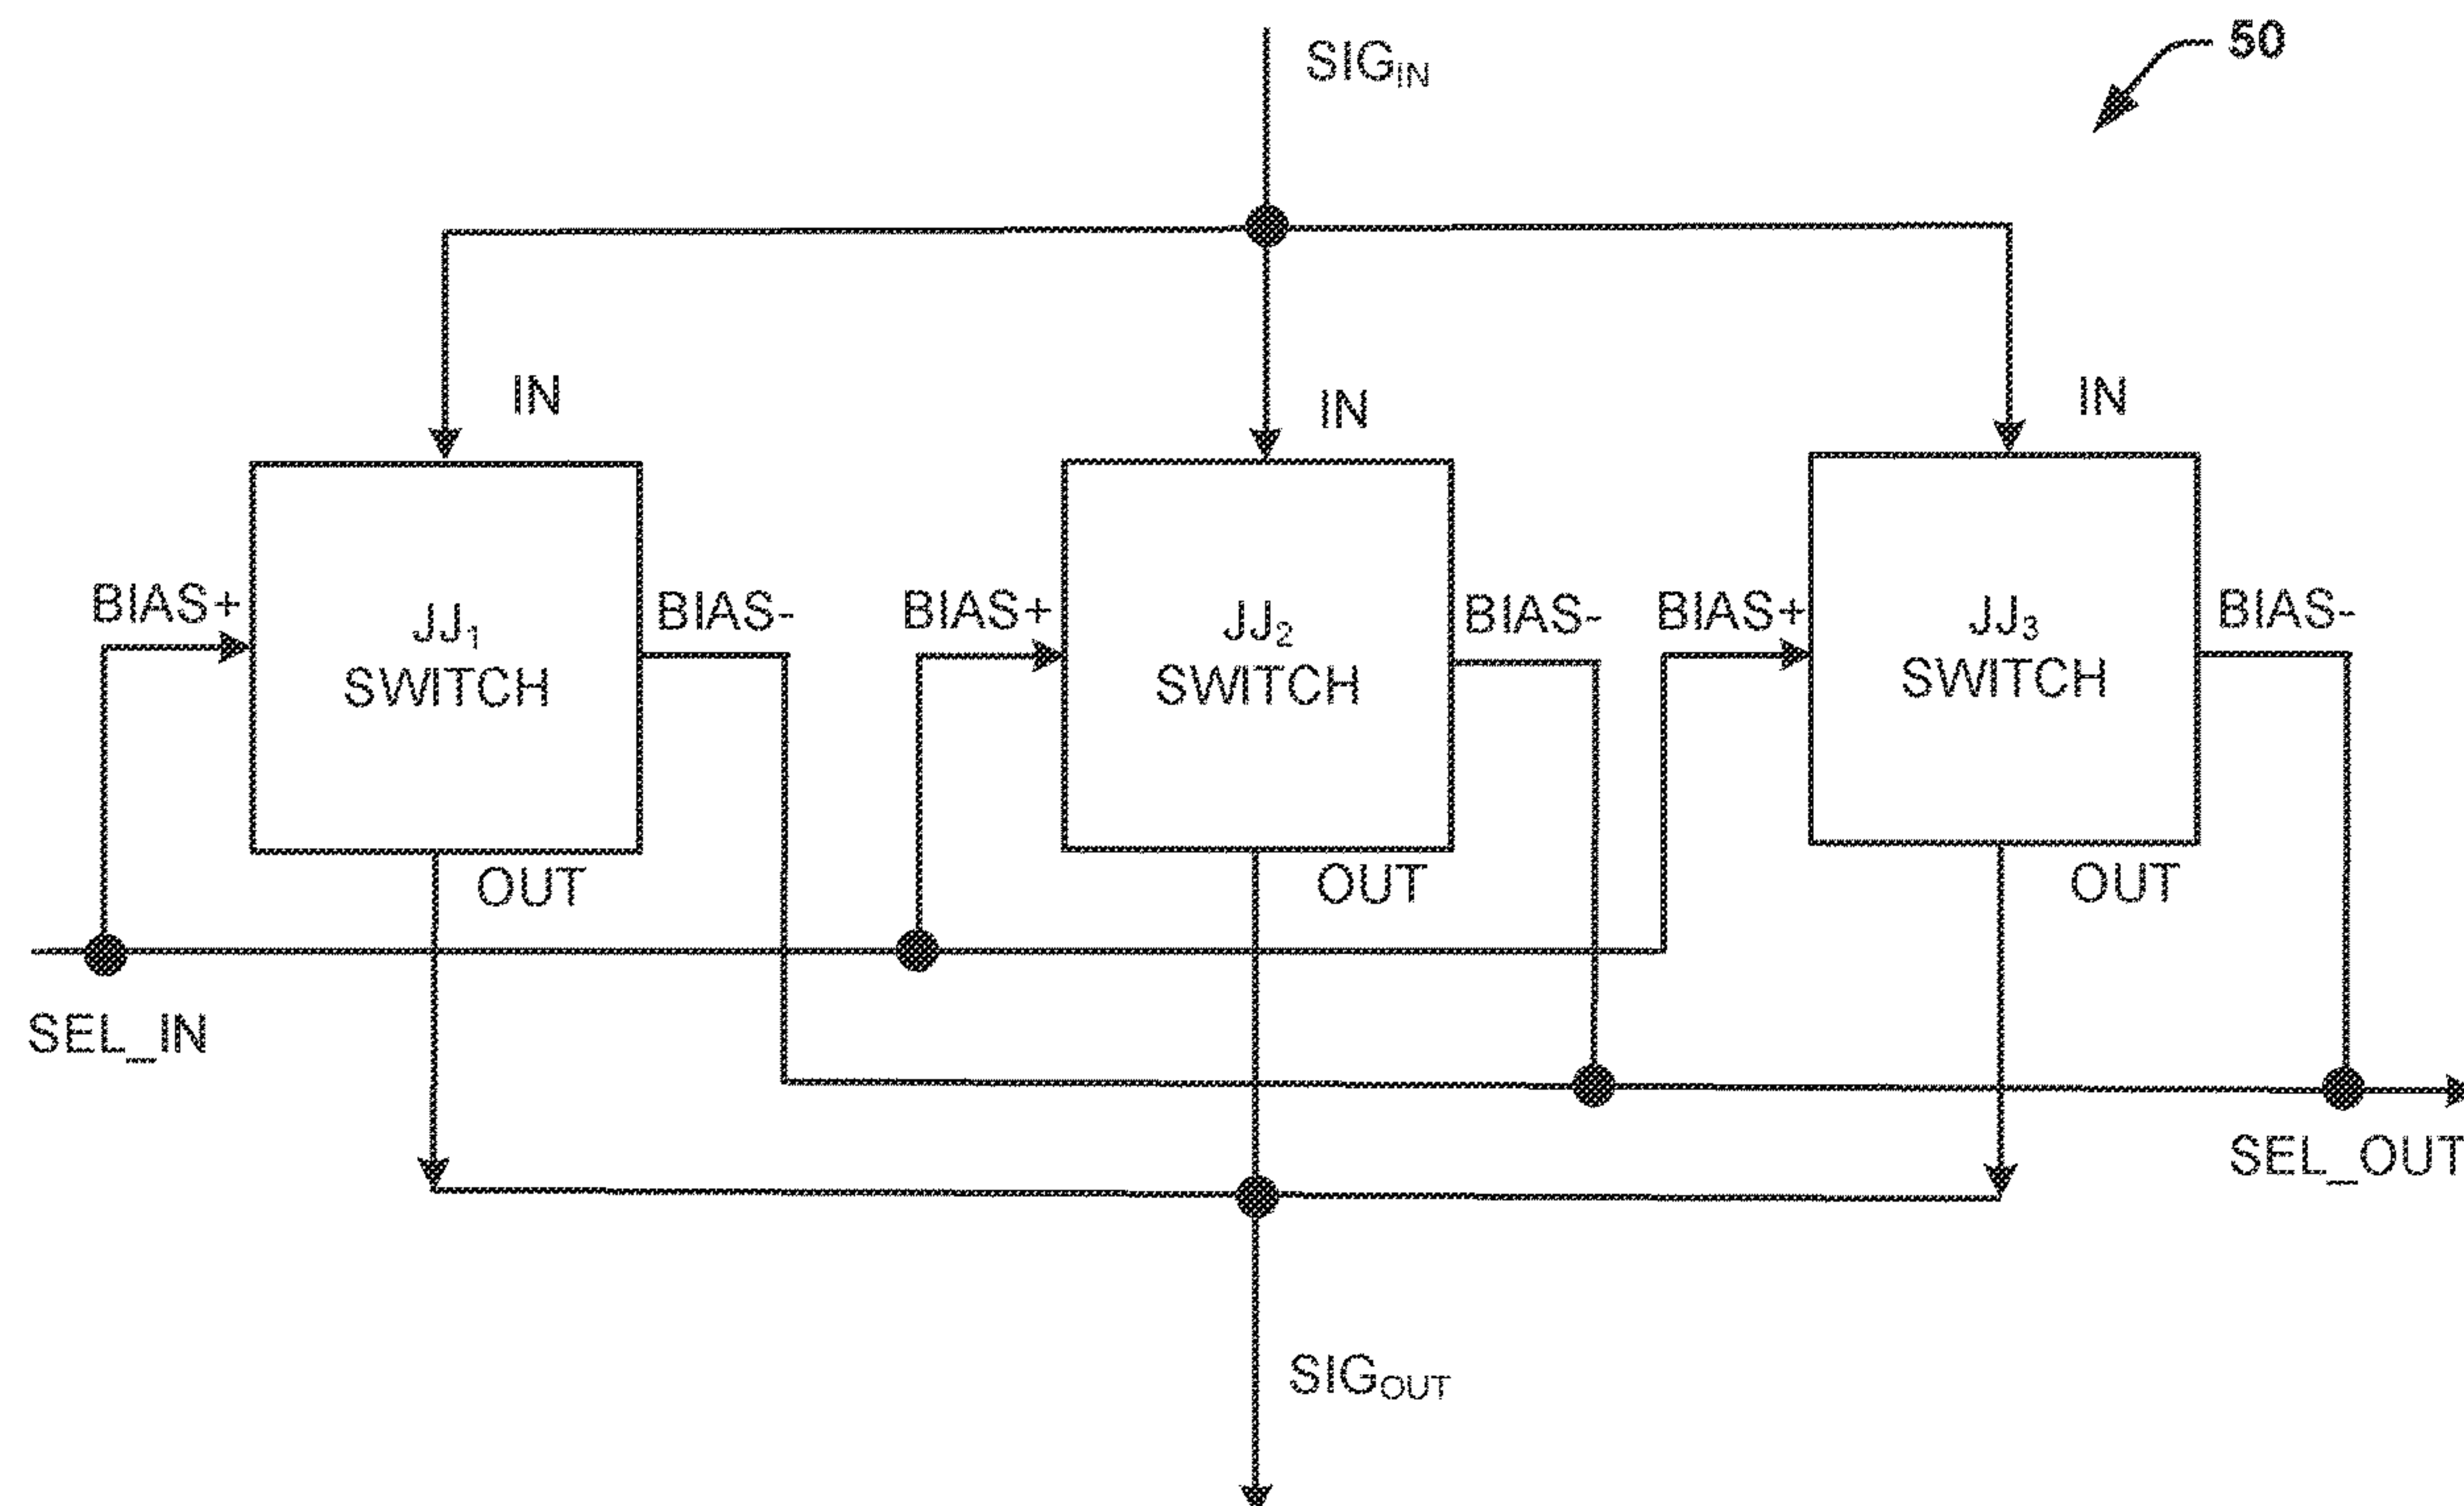 50
SIG_IN
IN
IN
IN
BIAS+
JJ₁
SWITCH
BIAS-
BIAS+
JJ₂
SWITCH
BIAS-
BIAS+
JJ₃
SWITCH
BIAS-
OUT
OUT
OUT
SEL_IN
SEL_OUT
SIG_OUT